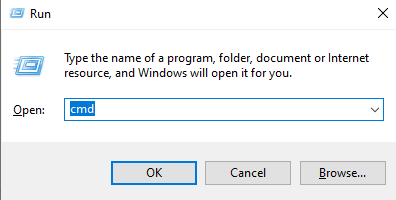 Run
Type the name of a program, folder, document or Internet
resource, and Windows will open it for you.
Open: cmd
OK Cancel Browse...